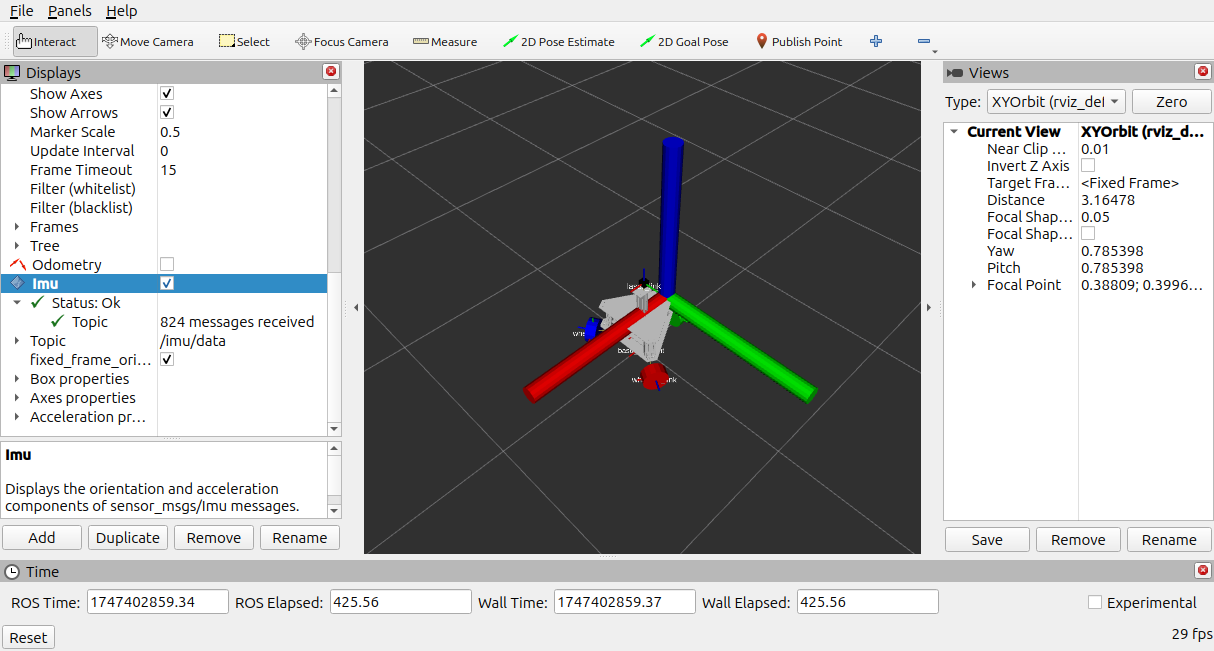 File Panels Help
Interact Move Camera Select Focus Camera Measure 2D Pose Estimate 2D Goal Pose Publish Point
Displays
Show Axes
Show Arrows
Marker Scale 0.5
Update Interval 0
Frame Timeout 15
Filter (whitelist)
Filter (blacklist)
Frames
Tree
Odometry
Imu
Status: Ok
Topic 824 messages received
Topic /imu/data
fixed_frame_ori...
Box properties
Axes properties
Acceleration pr...
Imu
Displays the orientation and acceleration
components of sensor_msgs/Imu messages.
Add Duplicate Remove Rename
Views
Type: XYOrbit (rviz_def Zero
Current View XYOrbit (rviz_d...
Near Clip ... 0.01
Invert Z Axis
Target Fra... <Fixed Frame>
Distance 3.16478
Focal Shap... 0.05
Focal Shap...
Yaw 0.785398
Pitch 0.785398
Focal Point 0.38809; 0.3996...
Save Remove Rename
Time
ROS Time: 1747402859.34 ROS Elapsed: 425.56 Wall Time: 1747402859.37 Wall Elapsed: 425.56 Experimental
Reset 29 fps